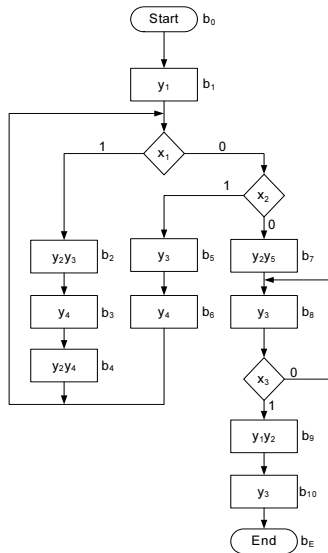 Start b₀
y₁ b₁
x₁
1 0
x₂
1 0
y₂y₃ b₂
y₃ b₅
y₂y₅ b₇
y₄ b₃
y₄ b₆
y₃ b₈
y₂y₄ b₄
x₃
0
1
y₁y₂ b₉
y₃ b₁₀
End b_E